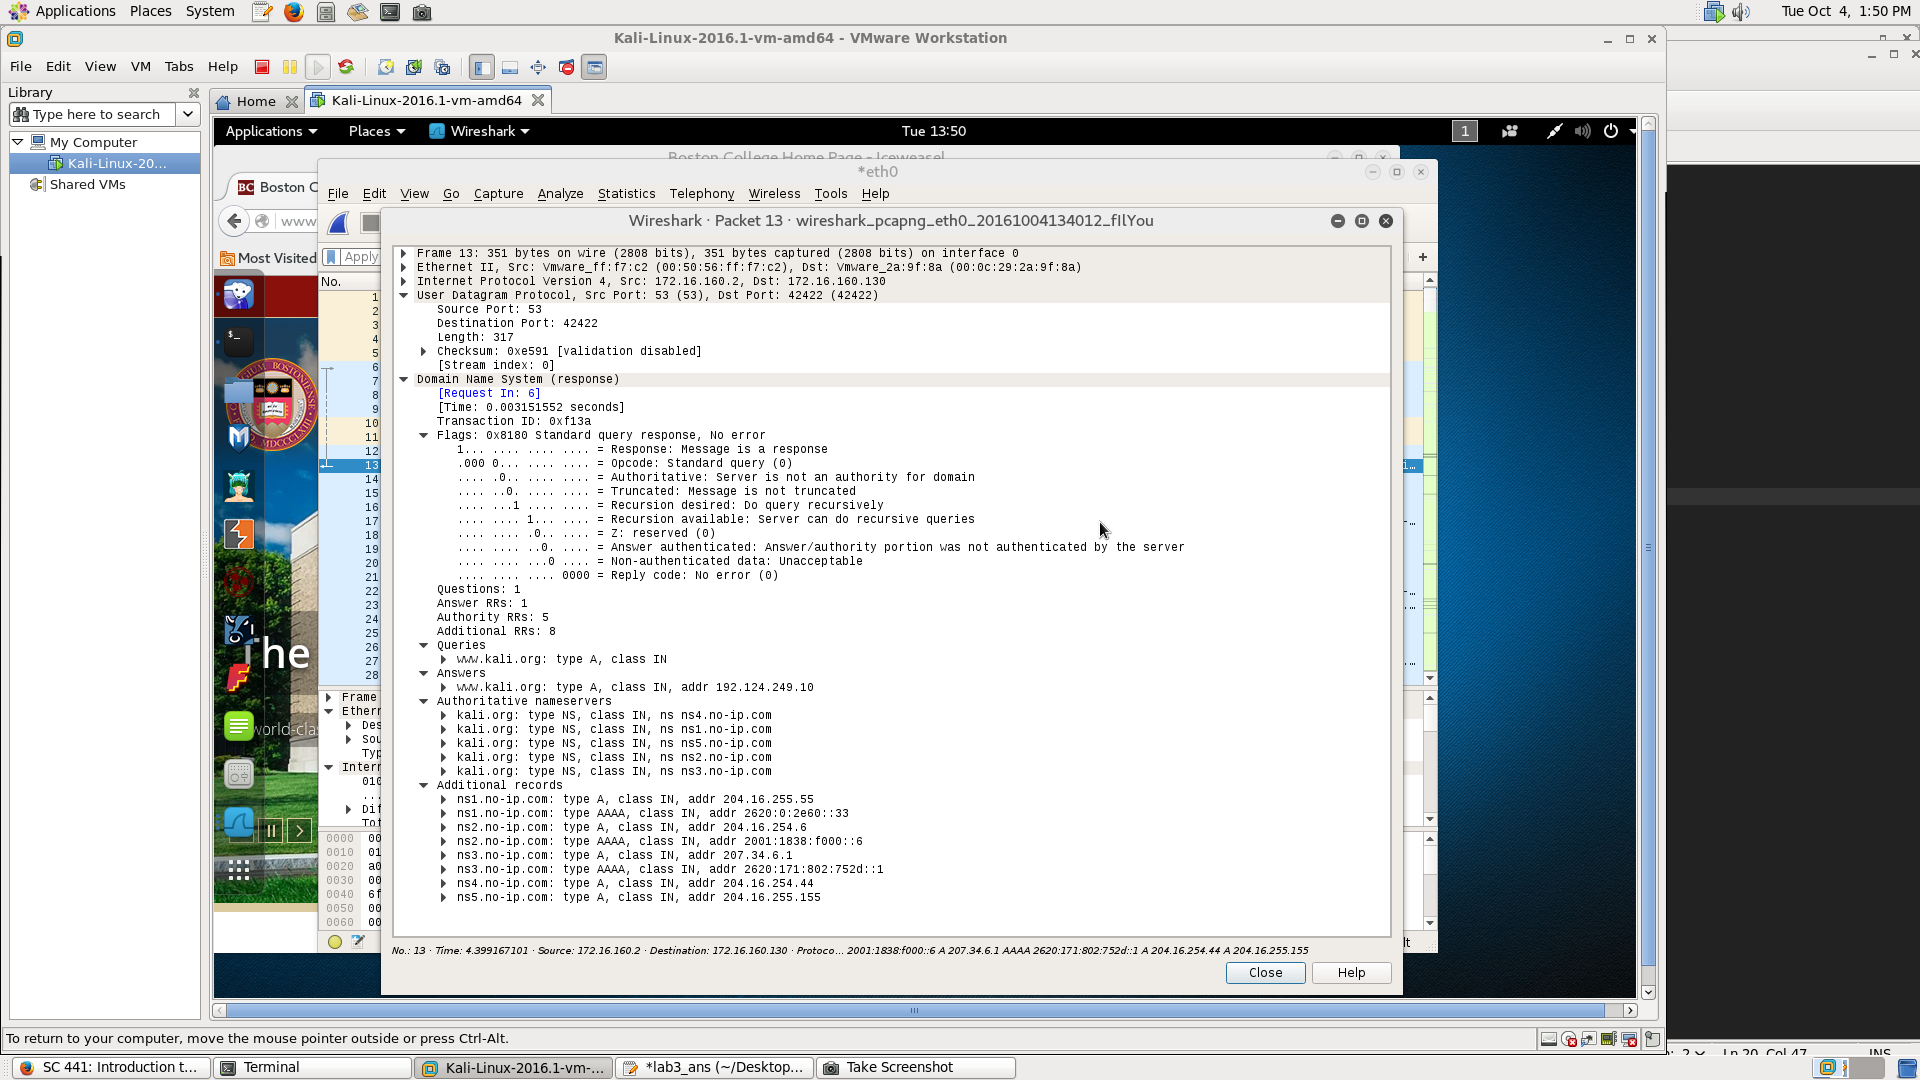 Applications Places System
Tue Oct 4, 1:50 PM
Kali-Linux-2016.1-vm-amd64 - VMware Workstation
File Edit View VM Tabs Help
Library
Type here to search
My Computer
Kali-Linux-20...
Shared VMs
Home
Kali-Linux-2016.1-vm-amd64
Applications Places Wireshark
Tue 13:50
1
Boston College Home Page - Iceweasel
*eth0
BC Boston C
File Edit View Go Capture Analyze Statistics Telephony Wireless Tools Help
www.
Wireshark · Packet 13 · wireshark_pcapng_eth0_20161004134012_fIlYou
Most Visited
Apply
+
No.
1
2
3
4
5
6
7
8
9
10
11
12
13
14
15
16
17
18
19
20
21
22
23
24
25
26
27
28
Frame 13: 351 bytes on wire (2808 bits), 351 bytes captured (2808 bits) on interface 0
Ethernet II, Src: Vmware_ff:f7:c2 (00:50:56:ff:f7:c2), Dst: Vmware_2a:9f:8a (00:0c:29:2a:9f:8a)
Internet Protocol Version 4, Src: 172.16.160.2, Dst: 172.16.160.130
User Datagram Protocol, Src Port: 53 (53), Dst Port: 42422 (42422)
Source Port: 53
Destination Port: 42422
Length: 317
Checksum: 0xe591 [validation disabled]
[Stream index: 0]
Domain Name System (response)
[Request In: 6]
[Time: 0.003151552 seconds]
Transaction ID: 0xf13a
Flags: 0x8180 Standard query response, No error
1... .... .... .... = Response: Message is a response
.000 0... .... .... = Opcode: Standard query (0)
.... .0.. .... .... = Authoritative: Server is not an authority for domain
.... ..0. .... .... = Truncated: Message is not truncated
.... ...1 .... .... = Recursion desired: Do query recursively
.... .... 1... .... = Recursion available: Server can do recursive queries
.... .... .0.. .... = Z: reserved (0)
.... .... ..0. .... = Answer authenticated: Answer/authority portion was not authenticated by the server
.... .... ...0 .... = Non-authenticated data: Unacceptable
.... .... .... 0000 = Reply code: No error (0)
Questions: 1
Answer RRs: 1
Authority RRs: 5
Additional RRs: 8
Queries
www.kali.org: type A, class IN
Answers
www.kali.org: type A, class IN, addr 192.124.249.10
Authoritative nameservers
kali.org: type NS, class IN, ns ns4.no-ip.com
kali.org: type NS, class IN, ns ns1.no-ip.com
kali.org: type NS, class IN, ns ns5.no-ip.com
kali.org: type NS, class IN, ns ns2.no-ip.com
kali.org: type NS, class IN, ns ns3.no-ip.com
Additional records
ns1.no-ip.com: type A, class IN, addr 204.16.255.55
ns1.no-ip.com: type AAAA, class IN, addr 2620:0:2e60::33
ns2.no-ip.com: type A, class IN, addr 204.16.254.6
ns2.no-ip.com: type AAAA, class IN, addr 2001:1838:f000::6
ns3.no-ip.com: type A, class IN, addr 207.34.6.1
ns3.no-ip.com: type AAAA, class IN, addr 2620:171:802:752d::1
ns4.no-ip.com: type A, class IN, addr 204.16.254.44
ns5.no-ip.com: type A, class IN, addr 204.16.255.155
he
world-clas
Frame
Ethern
Des
Sou
Typ
Intern
010
...
Dif
Tot
0000 00
0010 01
0020 a0
0030 00
0040 6f
0050 00
0060 00
No.: 13 · Time: 4.399167101 · Source: 172.16.160.2 · Destination: 172.16.160.130 · Protoco... 2001:1838:f000::6 A 207.34.6.1 AAAA 2620:171:802:752d::1 A 204.16.254.44 A 204.16.255.155
Close Help
To return to your computer, move the mouse pointer outside or press Ctrl-Alt.
Ln 20, Col 47 INS
SC 441: Introduction t...
Terminal
Kali-Linux-2016.1-vm-...
*lab3_ans (~/Desktop...
Take Screenshot